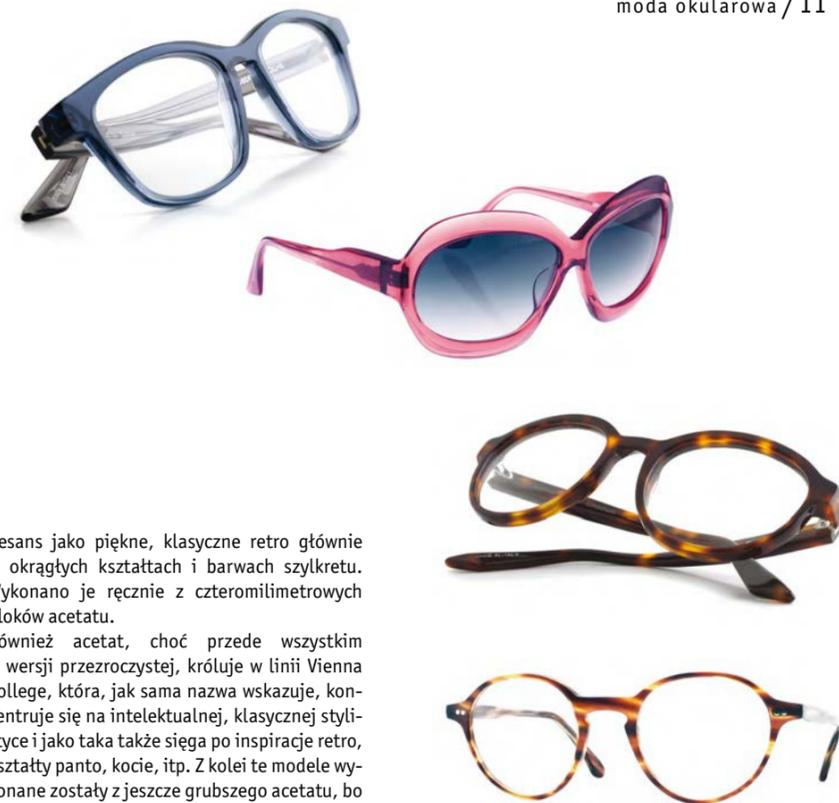 moda okularowa / 11
esans jako piękne, klasyczne retro głównie
okrągłych kształtach i barwach szylkretu.
ykonano je ręcznie z czteromilimetrowych
loków acetatu.
ównież acetat, choć przede wszystkim
wersji przezroczystej, króluje w linii Vienna
ollege, która, jak sama nazwa wskazuje, kon-
entruje się na intelektualnej, klasycznej styli-
yce i jako taka także sięga po inspiracje retro,
ształty panto, kocie, itp. Z kolei te modele wy-
onane zostały z jeszcze grubszego acetatu, bo